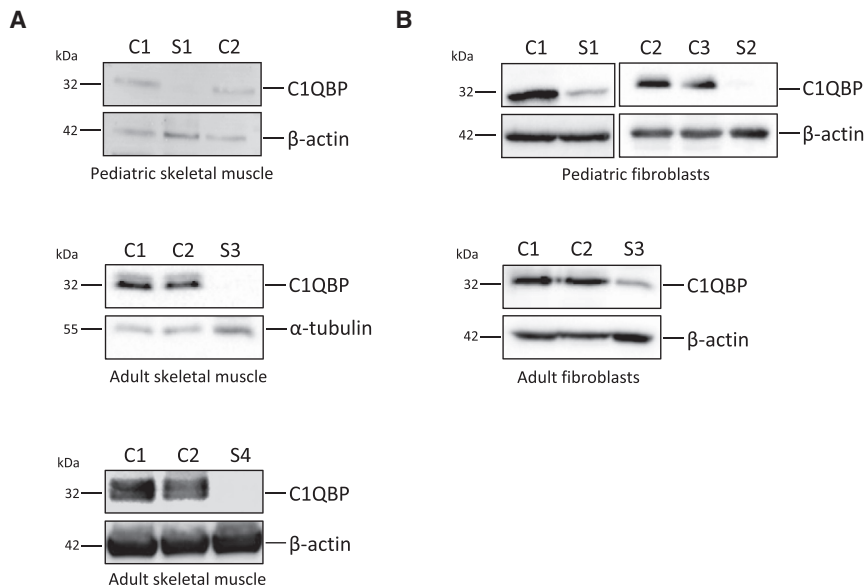 A
kDa
C1 S1 C2
32
C1QBP
42
β-actin
Pediatric skeletal muscle
kDa
C1 C2 S3
32
C1QBP
55
α-tubulin
Adult skeletal muscle
kDa
C1 C2 S4
32
C1QBP
42
β-actin
Adult skeletal muscle
B
kDa
C1 S1 C2 C3 S2
32
C1QBP
42
β-actin
Pediatric fibroblasts
kDa
C1 C2 S3
32
C1QBP
42
β-actin
Adult fibroblasts